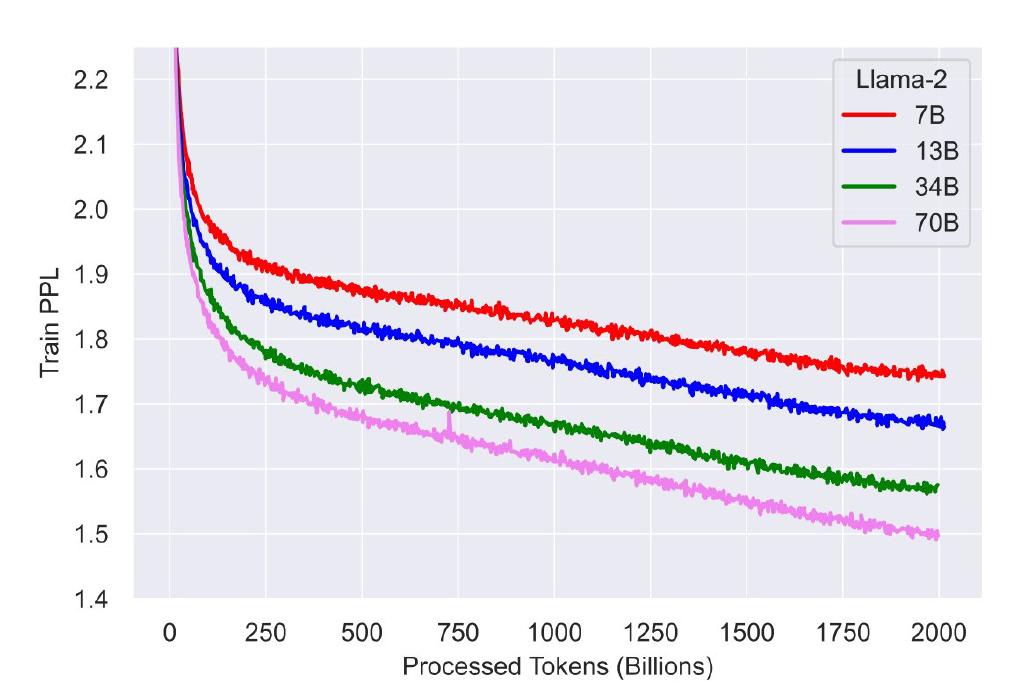 Llama-2
7B
13B
34B
70B
2.2
2.1
2.0
1.9
1.8
1.7
1.6
1.5
1.4
Train PPL
0 250 500 750 1000 1250 1500 1750 2000
Processed Tokens (Billions)